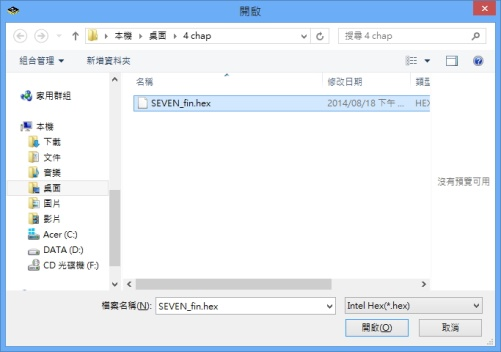 開啟
本機 ▸ 桌面 ▸ 4 chap
搜尋 4 chap
組合管理 ▼ 新增資料夾
名稱 修改日期 類型
家用群組
SEVEN_fin.hex 2014/08/18 下午 ... HEX
本機
下載
文件
音樂
桌面
圖片
影片
Acer (C:)
DATA (D:)
CD 光碟機 (F:)
沒有預覽可用
檔案名稱(N): SEVEN_fin.hex Intel Hex(*.hex)
開啟(O) 取消